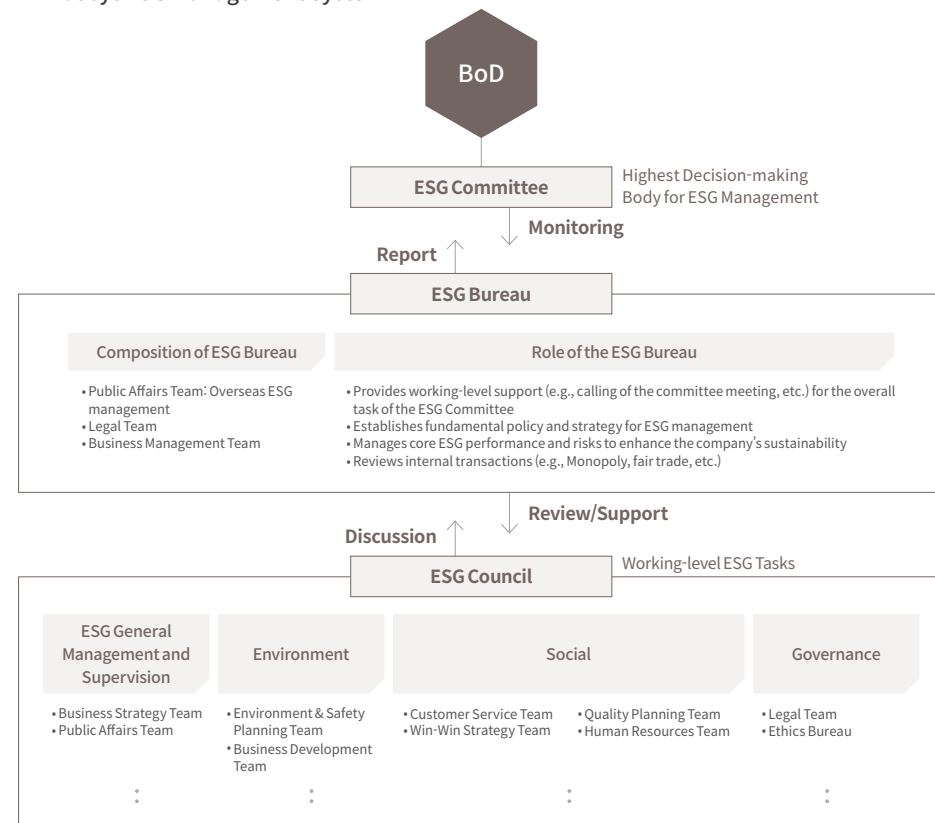 BoD
ESG Committee
Highest Decision-making
Body for ESG Management
Monitoring
Report
ESG Bureau
Composition of ESG Bureau
Role of the ESG Bureau
• Public Affairs Team: Overseas ESG
management
• Legal Team
• Business Management Team
• Provides working-level support (e.g., calling of the committee meeting, etc.) for the overall
task of the ESG Committee
• Establishes fundamental policy and strategy for ESG management
• Manages core ESG performance and risks to enhance the company's sustainability
• Reviews internal transactions (e.g., Monopoly, fair trade, etc.)
Review/Support
Discussion
ESG Council
Working-level ESG Tasks
ESG General
Management and
Supervision
• Business Strategy Team
• Public Affairs Team
Environment
• Environment & Safety
Planning Team
• Business Development
Team
Social
• Customer Service Team
• Win-Win Strategy Team
• Quality Planning Team
• Human Resources Team
Governance
• Legal Team
• Ethics Bureau
:
:
:
: